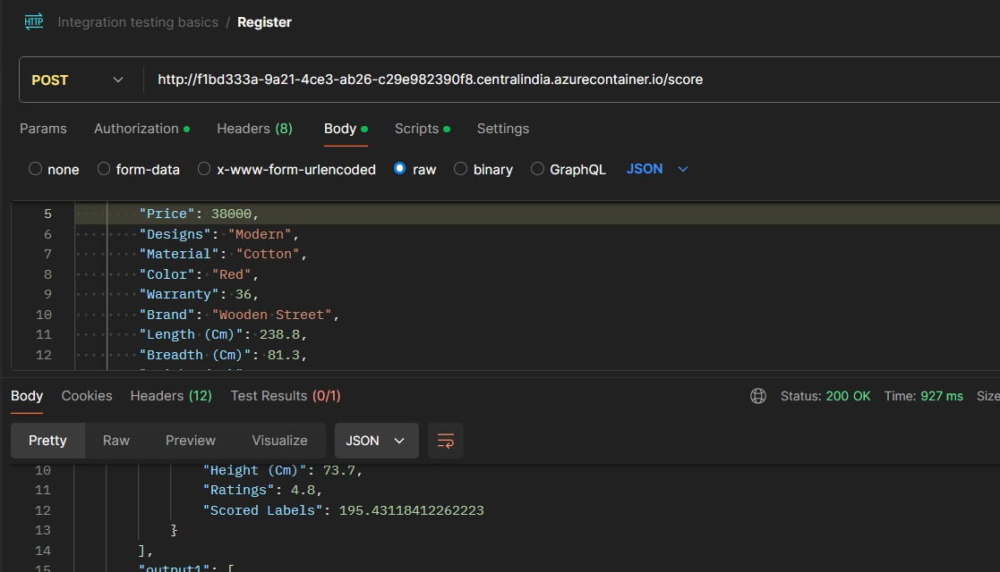 HTTP Integration testing basics / Register
POST http://f1bd333a-9a21-4ce3-ab26-c29e982390f8.centralindia.azurecontainer.io/score
Params Authorization Headers (8) Body Scripts Settings
none form-data x-www-form-urlencoded raw binary GraphQL JSON
5 "Price": 38000,
6 "Designs": "Modern",
7 "Material": "Cotton",
8 "Color": "Red",
9 "Warranty": 36,
10 "Brand": "Wooden Street",
11 "Length (Cm)": 238.8,
12 "Breadth (Cm)": 81.3,
Body Cookies Headers (12) Test Results (0/1) Status: 200 OK Time: 927 ms Size
Pretty Raw Preview Visualize JSON
10 "Height (Cm)": 73.7,
11 "Ratings": 4.8,
12 "Scored Labels": 195.43118412262223
13 }
14 ],
15 "output1": [